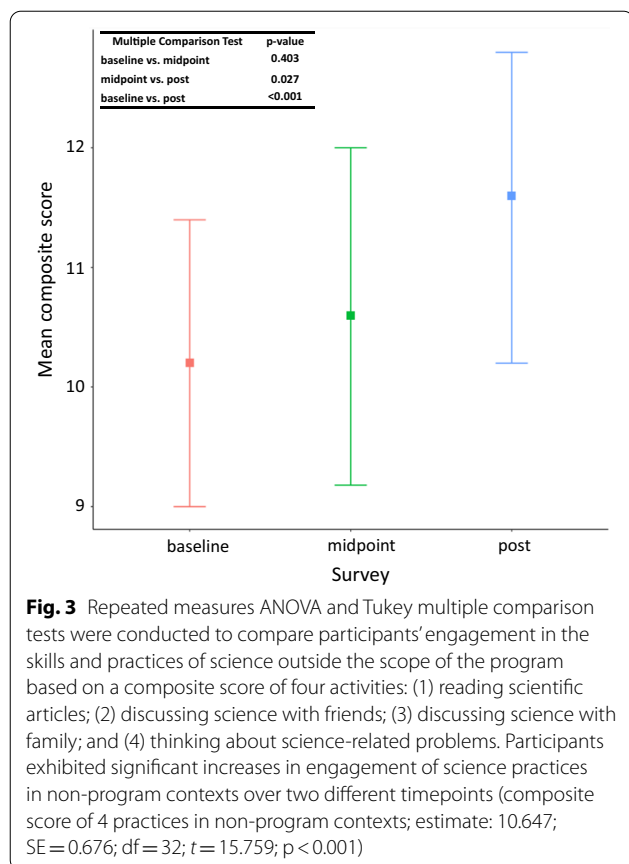 Multiple Comparison Test p-value
baseline vs. midpoint 0.403
midpoint vs. post 0.027
baseline vs. post <0.001
12
11
10
9
Mean composite score
baseline midpoint post
Survey
Fig. 3 Repeated measures ANOVA and Tukey multiple comparison
tests were conducted to compare participants’ engagement in the
skills and practices of science outside the scope of the program
based on a composite score of four activities: (1) reading scientific
articles; (2) discussing science with friends; (3) discussing science with
family; and (4) thinking about science-related problems. Participants
exhibited significant increases in engagement of science practices
in non-program contexts over two different timepoints (composite
score of 4 practices in non-program contexts; estimate: 10.647;
SE = 0.676; df = 32; t = 15.759; p < 0.001)